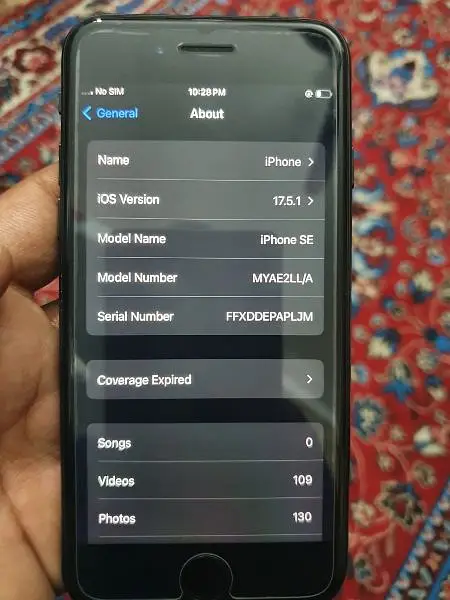 No SIM 10:28 PM
General About
Name iPhone
iOS Version 17.5.1
Model Name iPhone SE
Model Number MYAE2LL/A
Serial Number FFXDDEPAPLJM
Coverage Expired
Songs 0
Videos 109
Photos 130